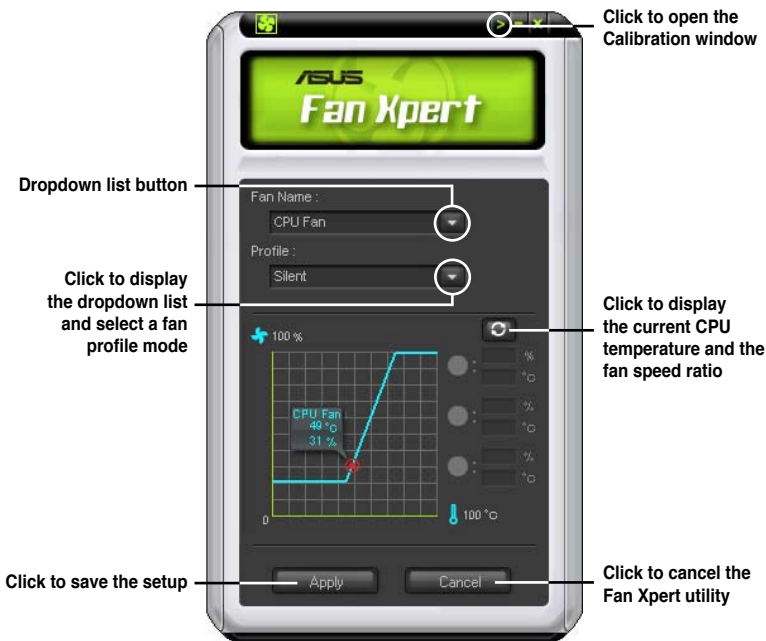 Click to open the
Calibration window
> - x
ASUS
Fan Xpert
Dropdown list button
Fan Name :
CPU Fan
Profile :
Silent
Click to display
the dropdown list
and select a fan
profile mode
Click to display
the current CPU
temperature and the
fan speed ratio
100 %
: %
°C
: %
°C
: %
°C
CPU Fan
49 °C
31 %
0
100 °C
Click to save the setup
Apply
Cancel
Click to cancel the
Fan Xpert utility